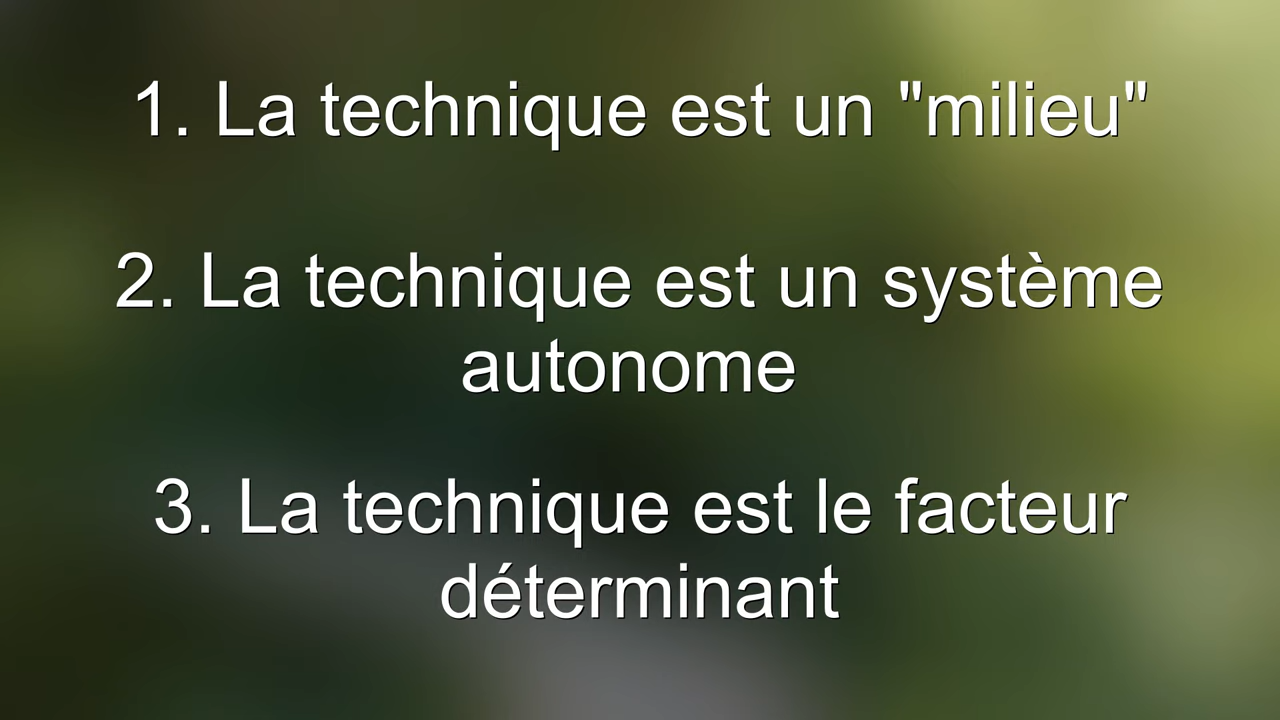 1. La technique est un "milieu"
2. La technique est un système
autonome
3. La technique est le facteur
déterminant